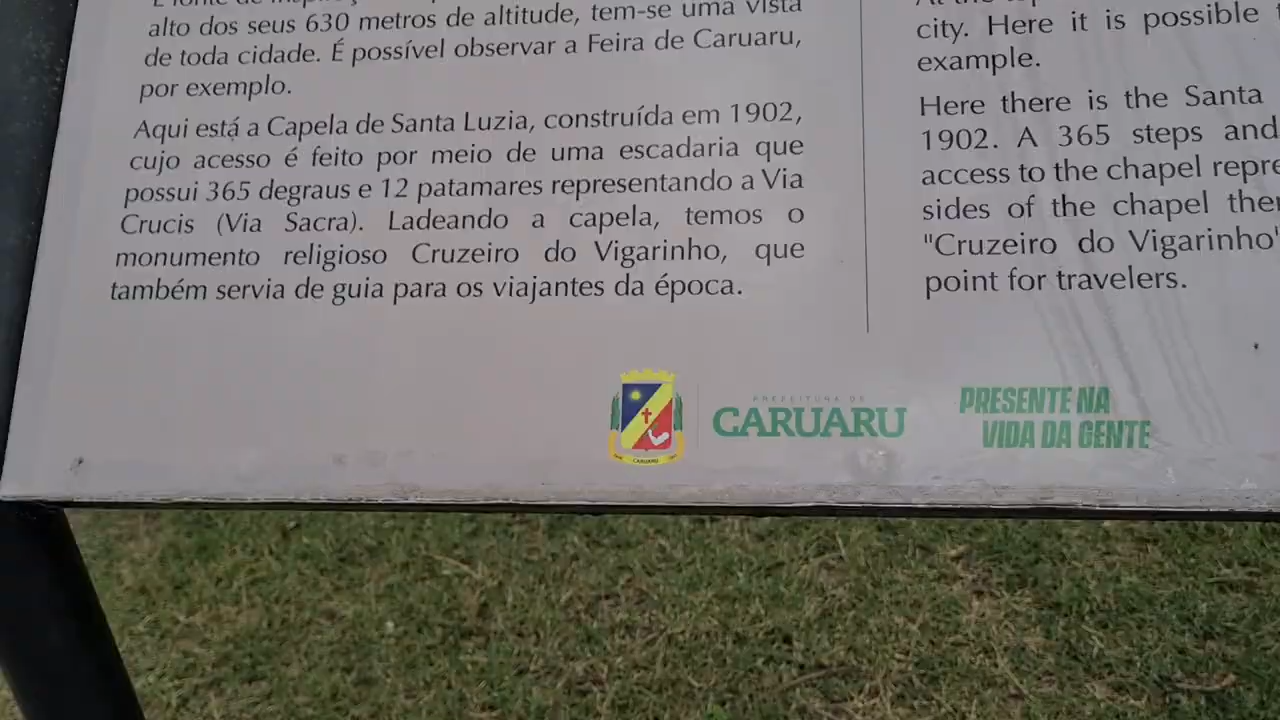 alto dos seus 630 metros de altitude, tem-se uma vista
de toda cidade. É possível observar a Feira de Caruaru,
por exemplo.
Aqui está a Capela de Santa Luzia, construída em 1902,
cujo acesso é feito por meio de uma escadaria que
possui 365 degraus e 12 patamares representando a Via
Crucis (Via Sacra). Ladeando a capela, temos o
monumento religioso Cruzeiro do Vigarinho, que
também servia de guia para os viajantes da época.
city. Here it is possible
example.
Here there is the Santa
1902. A 365 steps and
access to the chapel repre
sides of the chapel ther
"Cruzeiro do Vigarinho"
point for travelers.
CARUARU
PREFEITURA DE
CARUARU
PRESENTE NA
VIDA DA GENTE